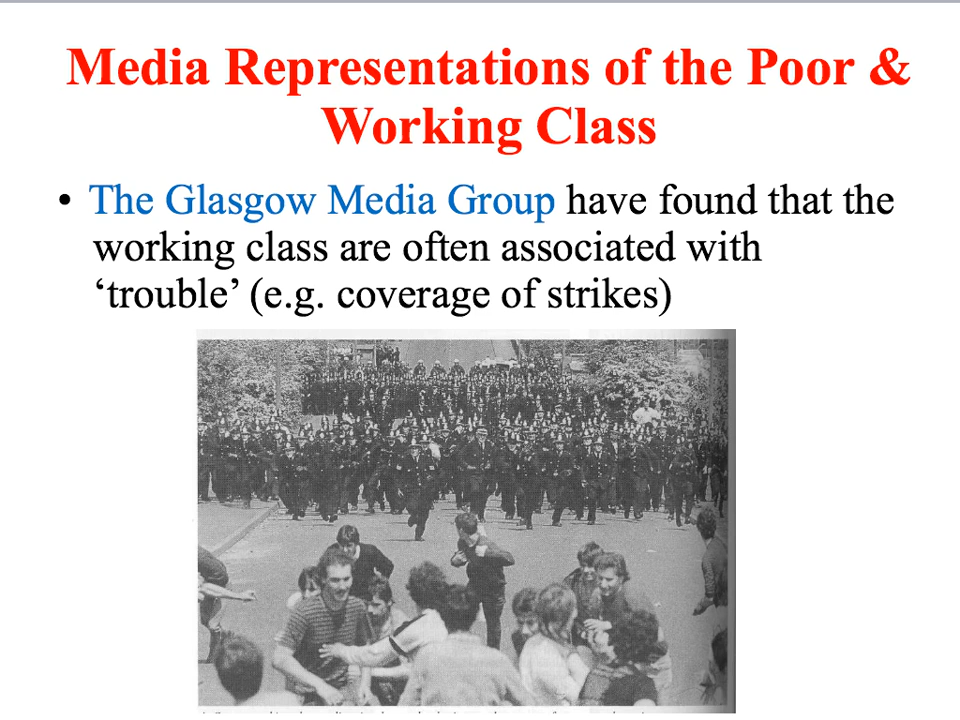 Media Representations of the Poor &
Working Class
• The Glasgow Media Group have found that the
working class are often associated with
‘trouble’ (e.g. coverage of strikes)